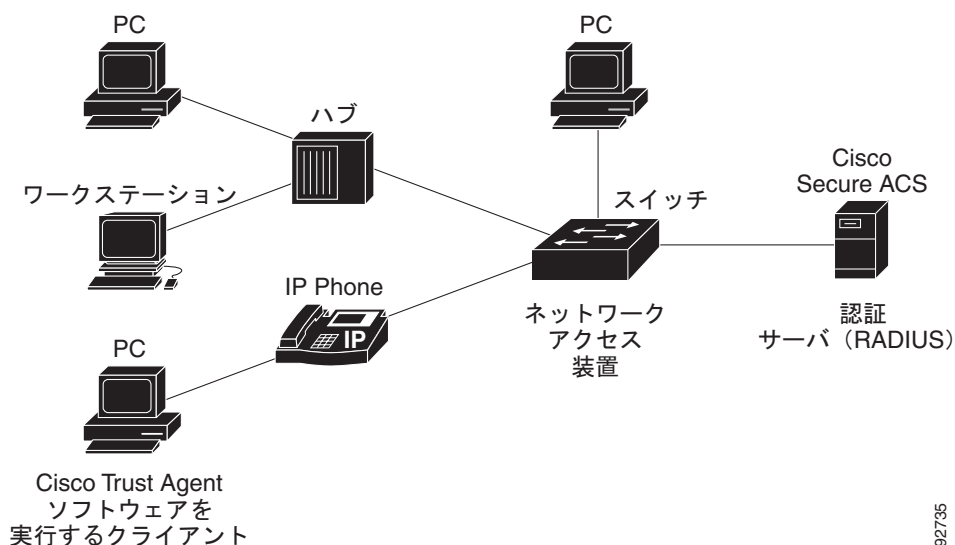 PC
PC
ハブ
Cisco
Secure ACS
ワークステーション
スイッチ
IP Phone
IP
ネットワーク
アクセス
装置
認証
サーバ（RADIUS）
PC
Cisco Trust Agent
ソフトウェアを
実行するクライアント
92735